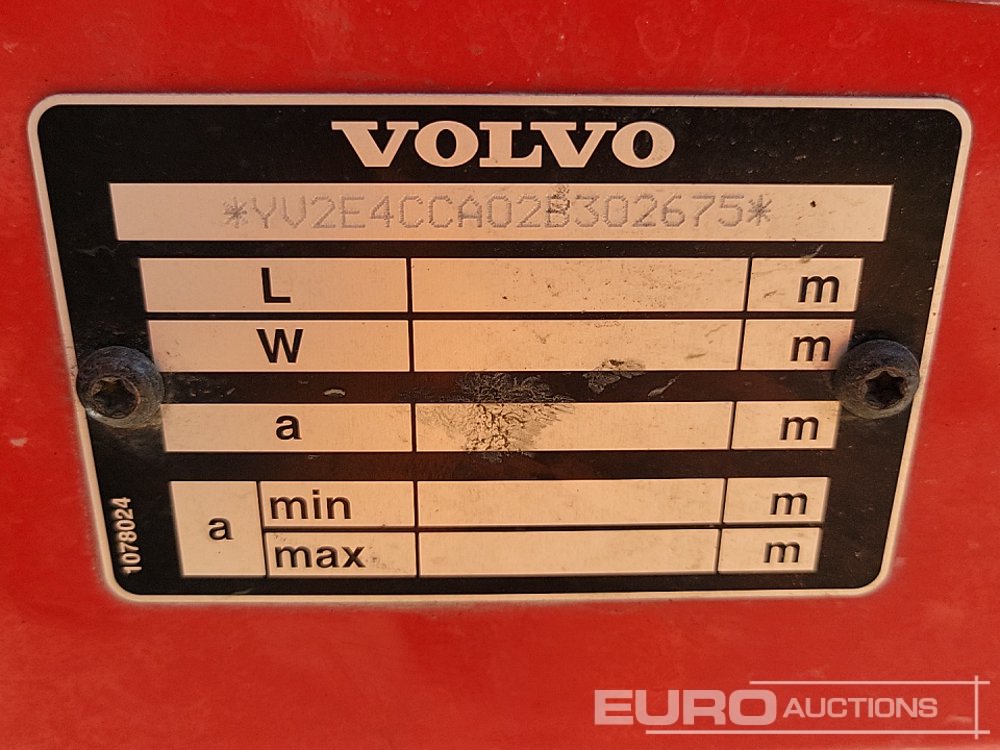 VOLVO
*YV2E4CCA02B302675*
L m
W m
a m
a min m
max m
1078024
EURO AUCTIONS